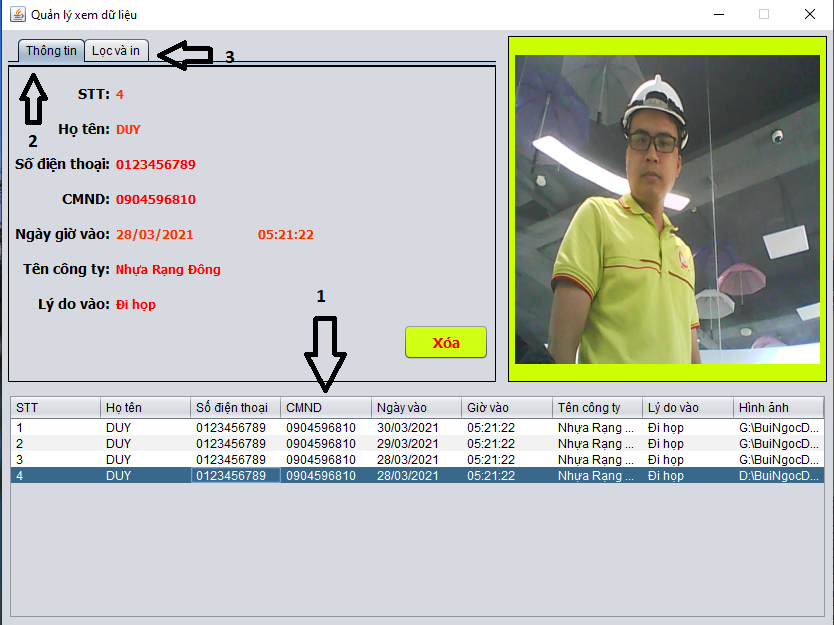 Quản lý xem dữ liệu
Thông tin Lọc và in
3
STT: 4
2
Họ tên: DUY
Số điện thoại: 0123456789
CMND: 0904596810
Ngày giờ vào: 28/03/2021 05:21:22
Tên công ty: Nhựa Rạng Đông
1
Lý do vào: Đi họp
Xóa
STT Họ tên Số điện thoại CMND Ngày vào Giờ vào Tên công ty Lý do vào Hình ảnh
1 DUY 0123456789 0904596810 30/03/2021 05:21:22 Nhựa Rạng ... Đi họp G:\BuiNgocD...
2 DUY 0123456789 0904596810 29/03/2021 05:21:22 Nhựa Rạng ... Đi họp G:\BuiNgocD...
3 DUY 0123456789 0904596810 28/03/2021 05:21:22 Nhựa Rạng ... Đi họp G:\BuiNgocD...
4 DUY 0123456789 0904596810 28/03/2021 05:21:22 Nhựa Rạng ... Đi họp D:\BuiNgocD...